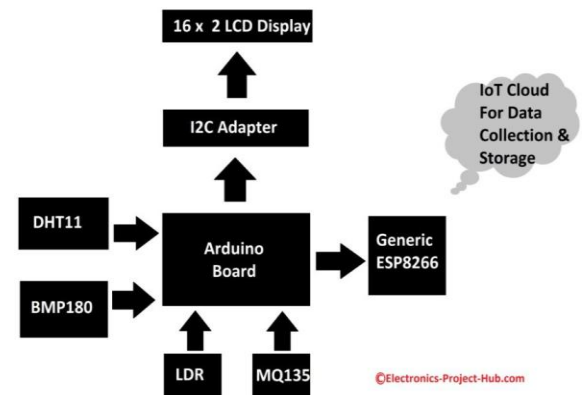 16 x 2 LCD Display
I2C Adapter
IoT Cloud
For Data
Collection &
Storage
DHT11
Arduino
Board
Generic
ESP8266
BMP180
LDR
MQ135
©Electronics-Project-Hub.com